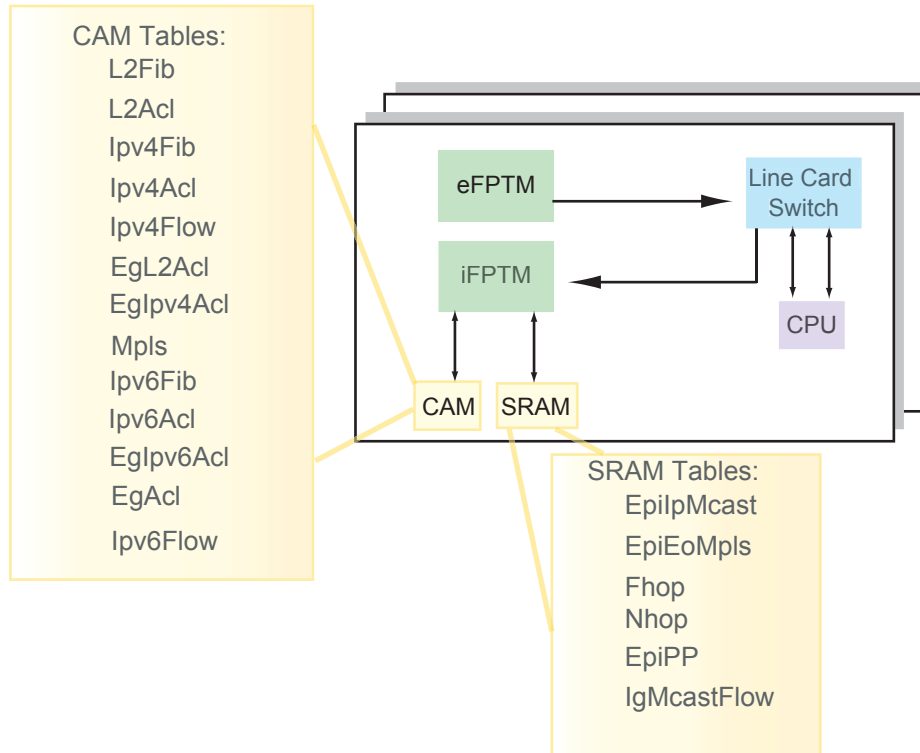 CAM Tables:
L2Fib
L2Acl
Ipv4Fib
Ipv4Acl
Ipv4Flow
EgL2Acl
EgIpv4Acl
Mpls
Ipv6Fib
Ipv6Acl
EgIpv6Acl
EgAcl
Ipv6Flow
eFPTM
Line Card
Switch
iFPTM
CPU
CAM
SRAM
SRAM Tables:
EpiIpMcast
EpiEoMpls
Fhop
Nhop
EpiPP
IgMcastFlow